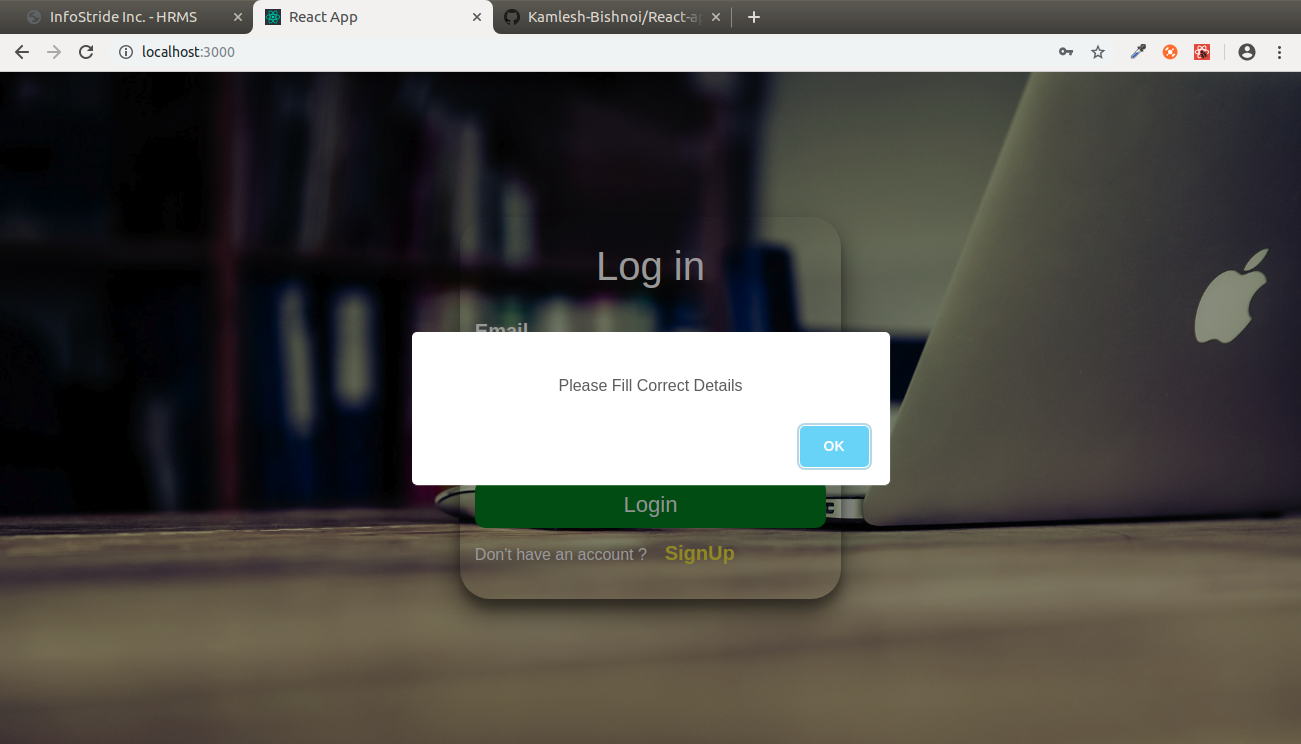 InfoStride Inc. - HRMS
React App
Kamlesh-Bishnoi/React-a
localhost:3000
Log in
Email
Please Fill Correct Details
OK
Login
Don't have an account ? SignUp